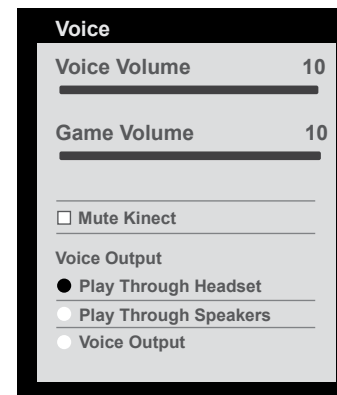 Voice
Voice Volume 10
Game Volume 10
Mute Kinect
Voice Output
Play Through Headset
Play Through Speakers
Voice Output